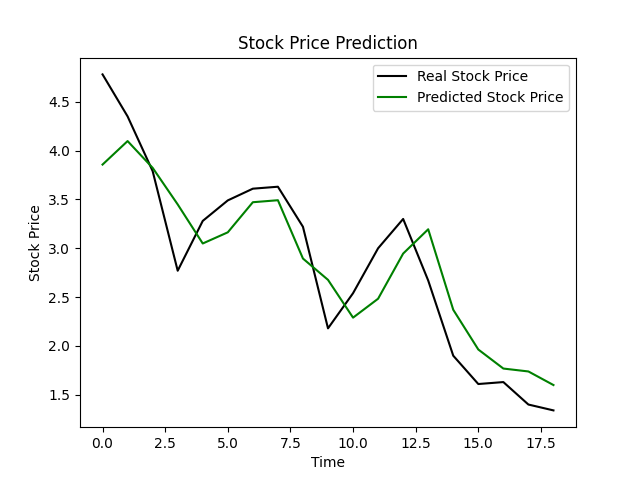 Stock Price Prediction
Real Stock Price
Predicted Stock Price
Stock Price
4.5
4.0
3.5
3.0
2.5
2.0
1.5
0.0 2.5 5.0 7.5 10.0 12.5 15.0 17.5
Time